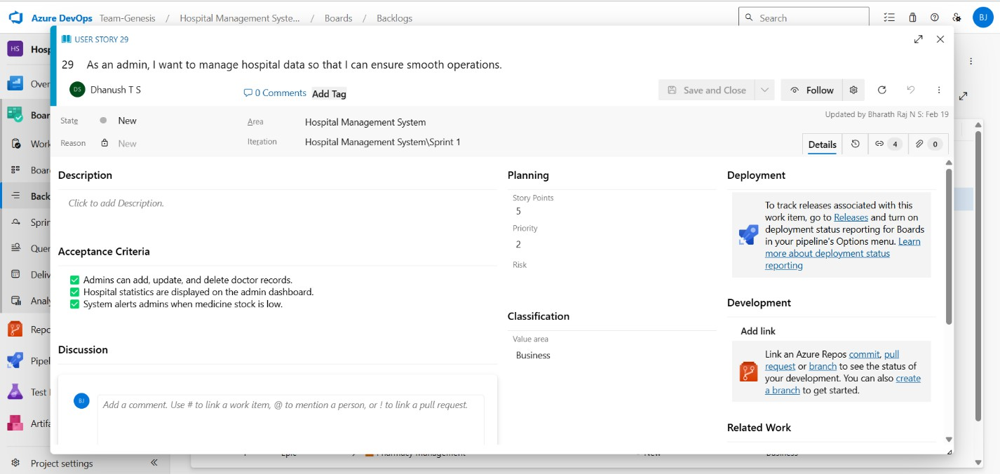 Azure DevOps Team-Genesis / Hospital Management Syste... / Boards / Backlogs
Search
BJ
HS Hosp
Over
Boar
Work
Boar
Back
Sprin
Quer
Deliv
Analy
Repo
Pipel
Test
Artifa
Project settings
USER STORY 29
29 As an admin, I want to manage hospital data so that I can ensure smooth operations.
DS Dhanush T S
0 Comments Add Tag
Save and Close
Follow
State New
Area Hospital Management System
Updated by Bharath Raj N S: Feb 19
Reason New
Iteration Hospital Management System\Sprint 1
Details
4
0
Description
Click to add Description.
Acceptance Criteria
✅ Admins can add, update, and delete doctor records.
✅ Hospital statistics are displayed on the admin dashboard.
✅ System alerts admins when medicine stock is low.
Discussion
BJ
Add a comment. Use # to link a work item, @ to mention a person, or ! to link a pull request.
Planning
Story Points
5
Priority
2
Risk
Classification
Value area
Business
Deployment
To track releases associated with this
work item, go to Releases and turn on
deployment status reporting for Boards
in your pipeline's Options menu. Learn
more about deployment status
reporting
Development
Add link
Link an Azure Repos commit, pull
request or branch to see the status of
your development. You can also create
a branch to get started.
Related Work
Epic Pharmacy Management New Business